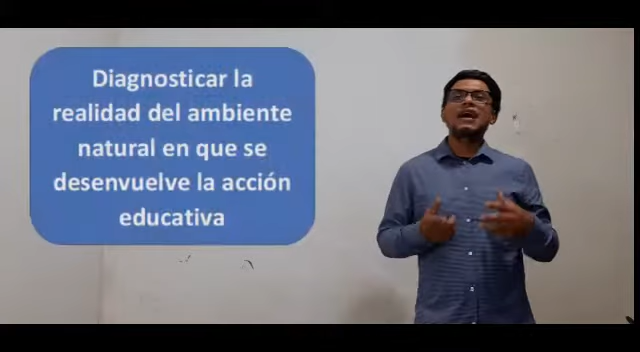 Diagnosticar la
realidad del ambiente
natural en que se
desenvuelve la acción
educativa